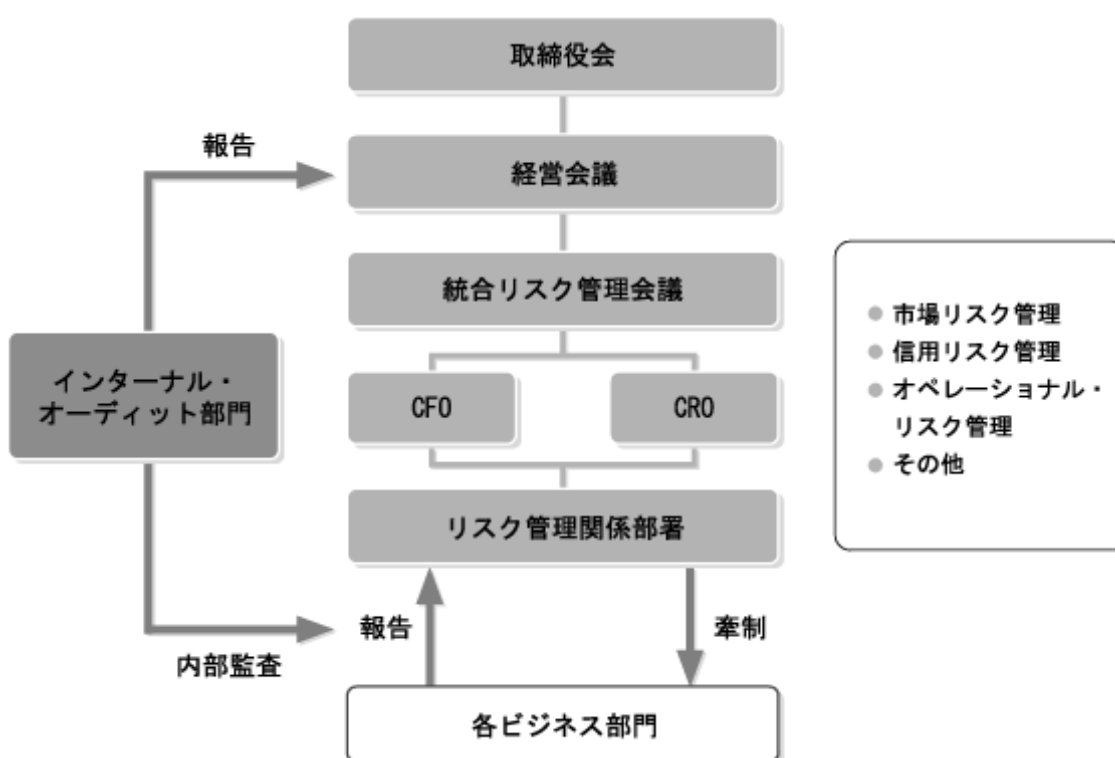 取締役会
報告
経営会議
統合リスク管理会議
インターナル・
オーディット部門
CFO
CRO
リスク管理関係部署
報告
牽制
内部監査
各ビジネス部門
市場リスク管理
信用リスク管理
オペレーショナル・
リスク管理
その他